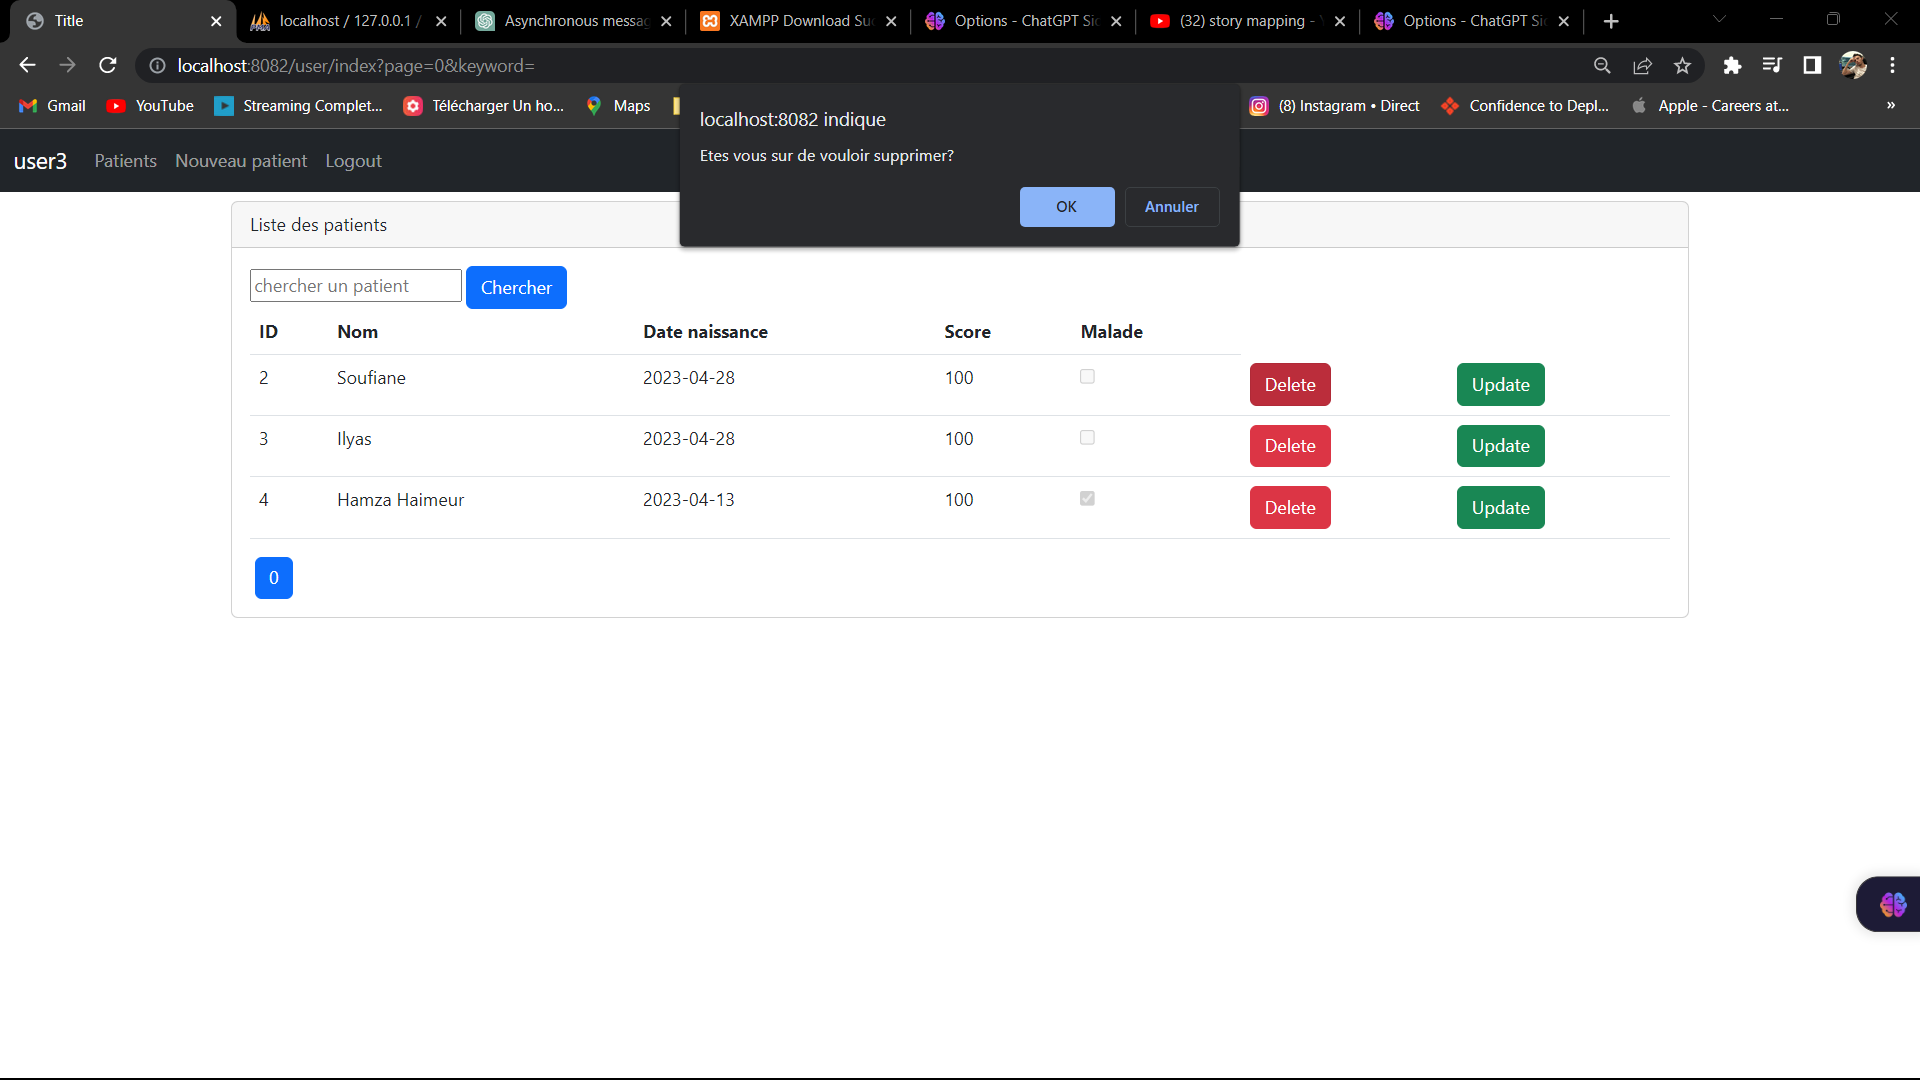 Title
localhost / 127.0.0.1 /
Asynchronous messag
XAMPP Download Su
Options - ChatGPT Si
(32) story mapping -
Options - ChatGPT Si
localhost:8082/user/index?page=0&keyword=
Gmail
YouTube
Streaming Complet...
Télécharger Un ho...
Maps
(8) Instagram • Direct
Confidence to Depl...
Apple - Careers at...
»
localhost:8082 indique
Etes vous sur de vouloir supprimer?
OK
Annuler
user3
Patients
Nouveau patient
Logout
Liste des patients
chercher un patient
Chercher
ID Nom Date naissance Score Malade
2 Soufiane 2023-04-28 100 Delete Update
3 Ilyas 2023-04-28 100 Delete Update
4 Hamza Haimeur 2023-04-13 100 Delete Update
0